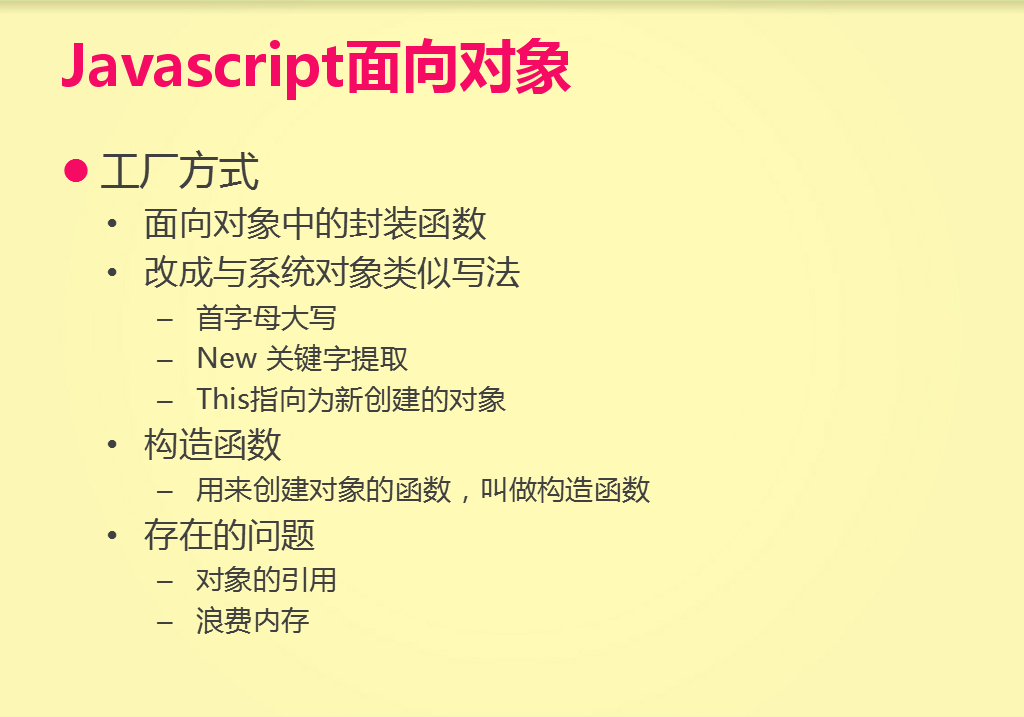 Javascript面向对象
工厂方式
• 面向对象中的封装函数
• 改成与系统对象类似写法
– 首字母大写
– New 关键字提取
– This指向为新创建的对象
• 构造函数
– 用来创建对象的函数，叫做构造函数
• 存在的问题
– 对象的引用
– 浪费内存